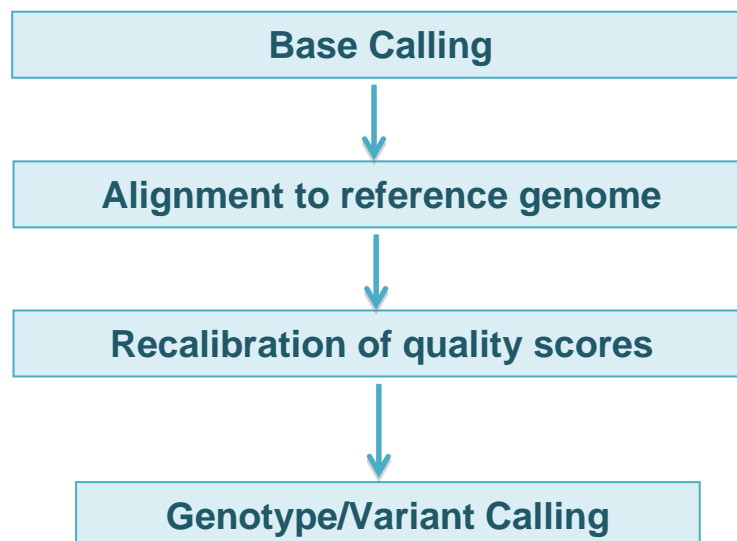 Base Calling
Alignment to reference genome
Recalibration of quality scores
Genotype/Variant Calling